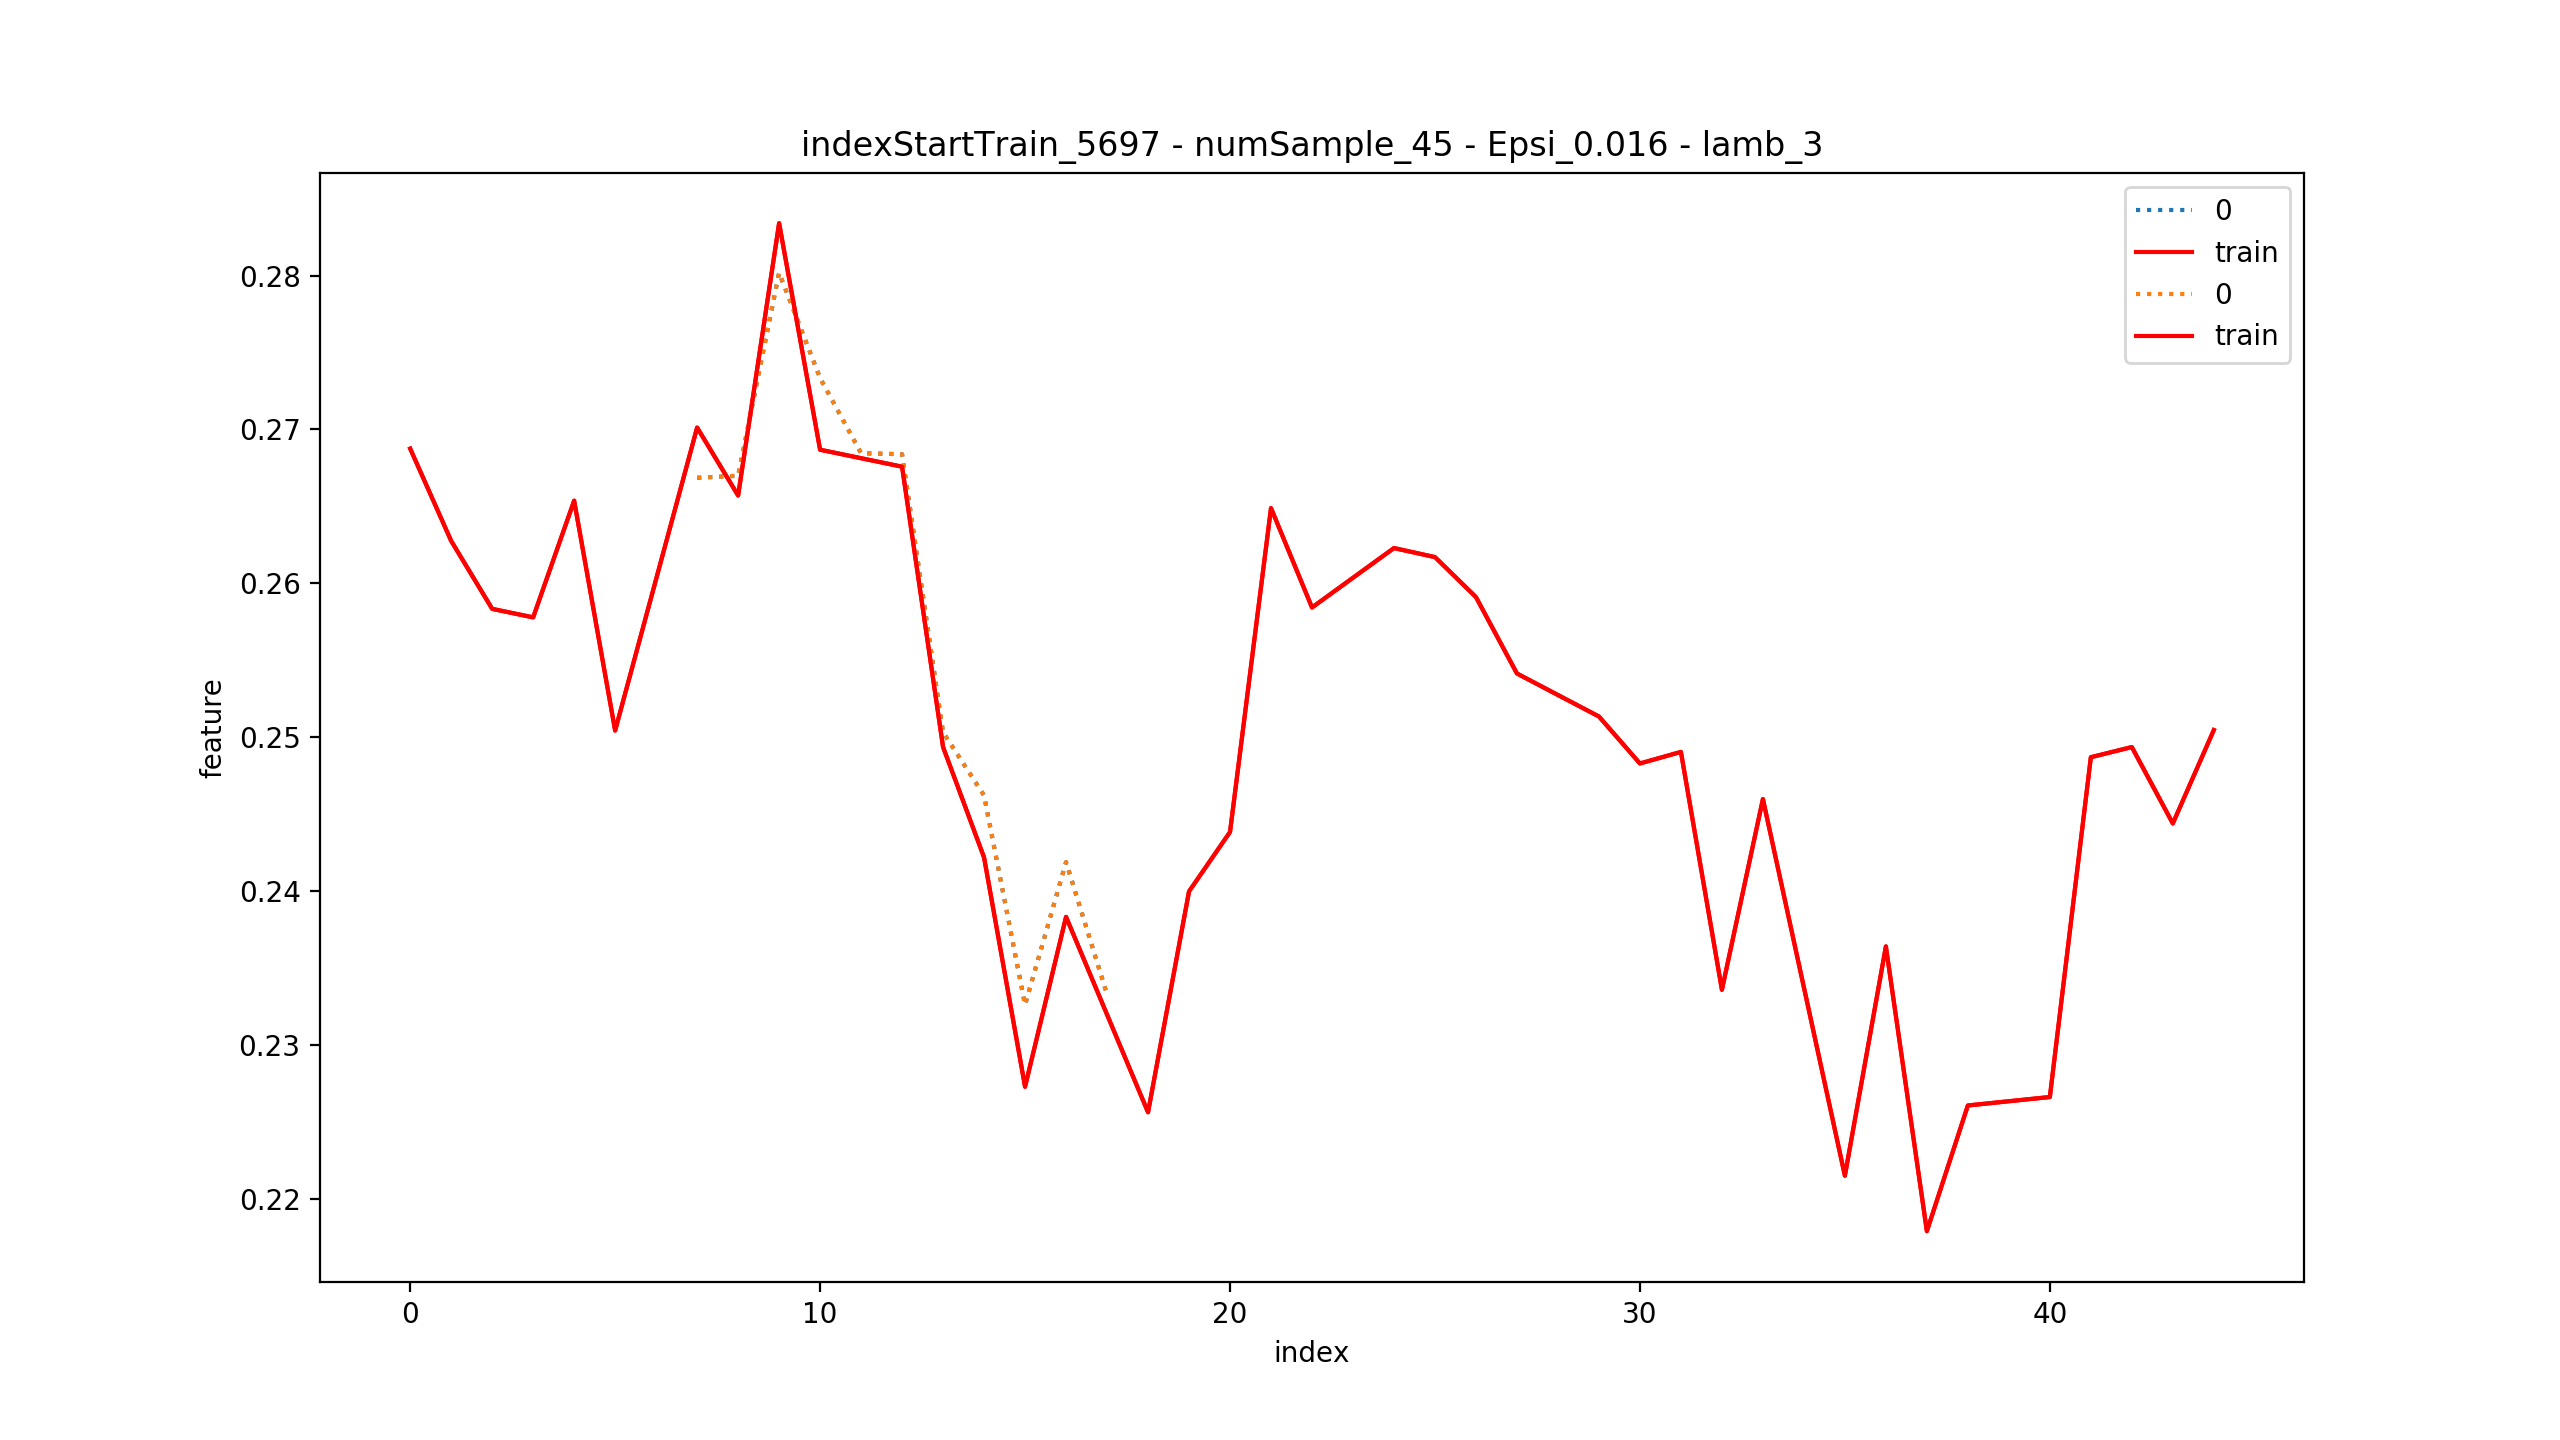 indexStartTrain_5697 - numSample_45 - Epsi_0.016 - lamb_3
0
train
0
train
0.28
0.27
0.26
0.25
0.24
0.23
0.22
feature
0 10 20 30 40
index